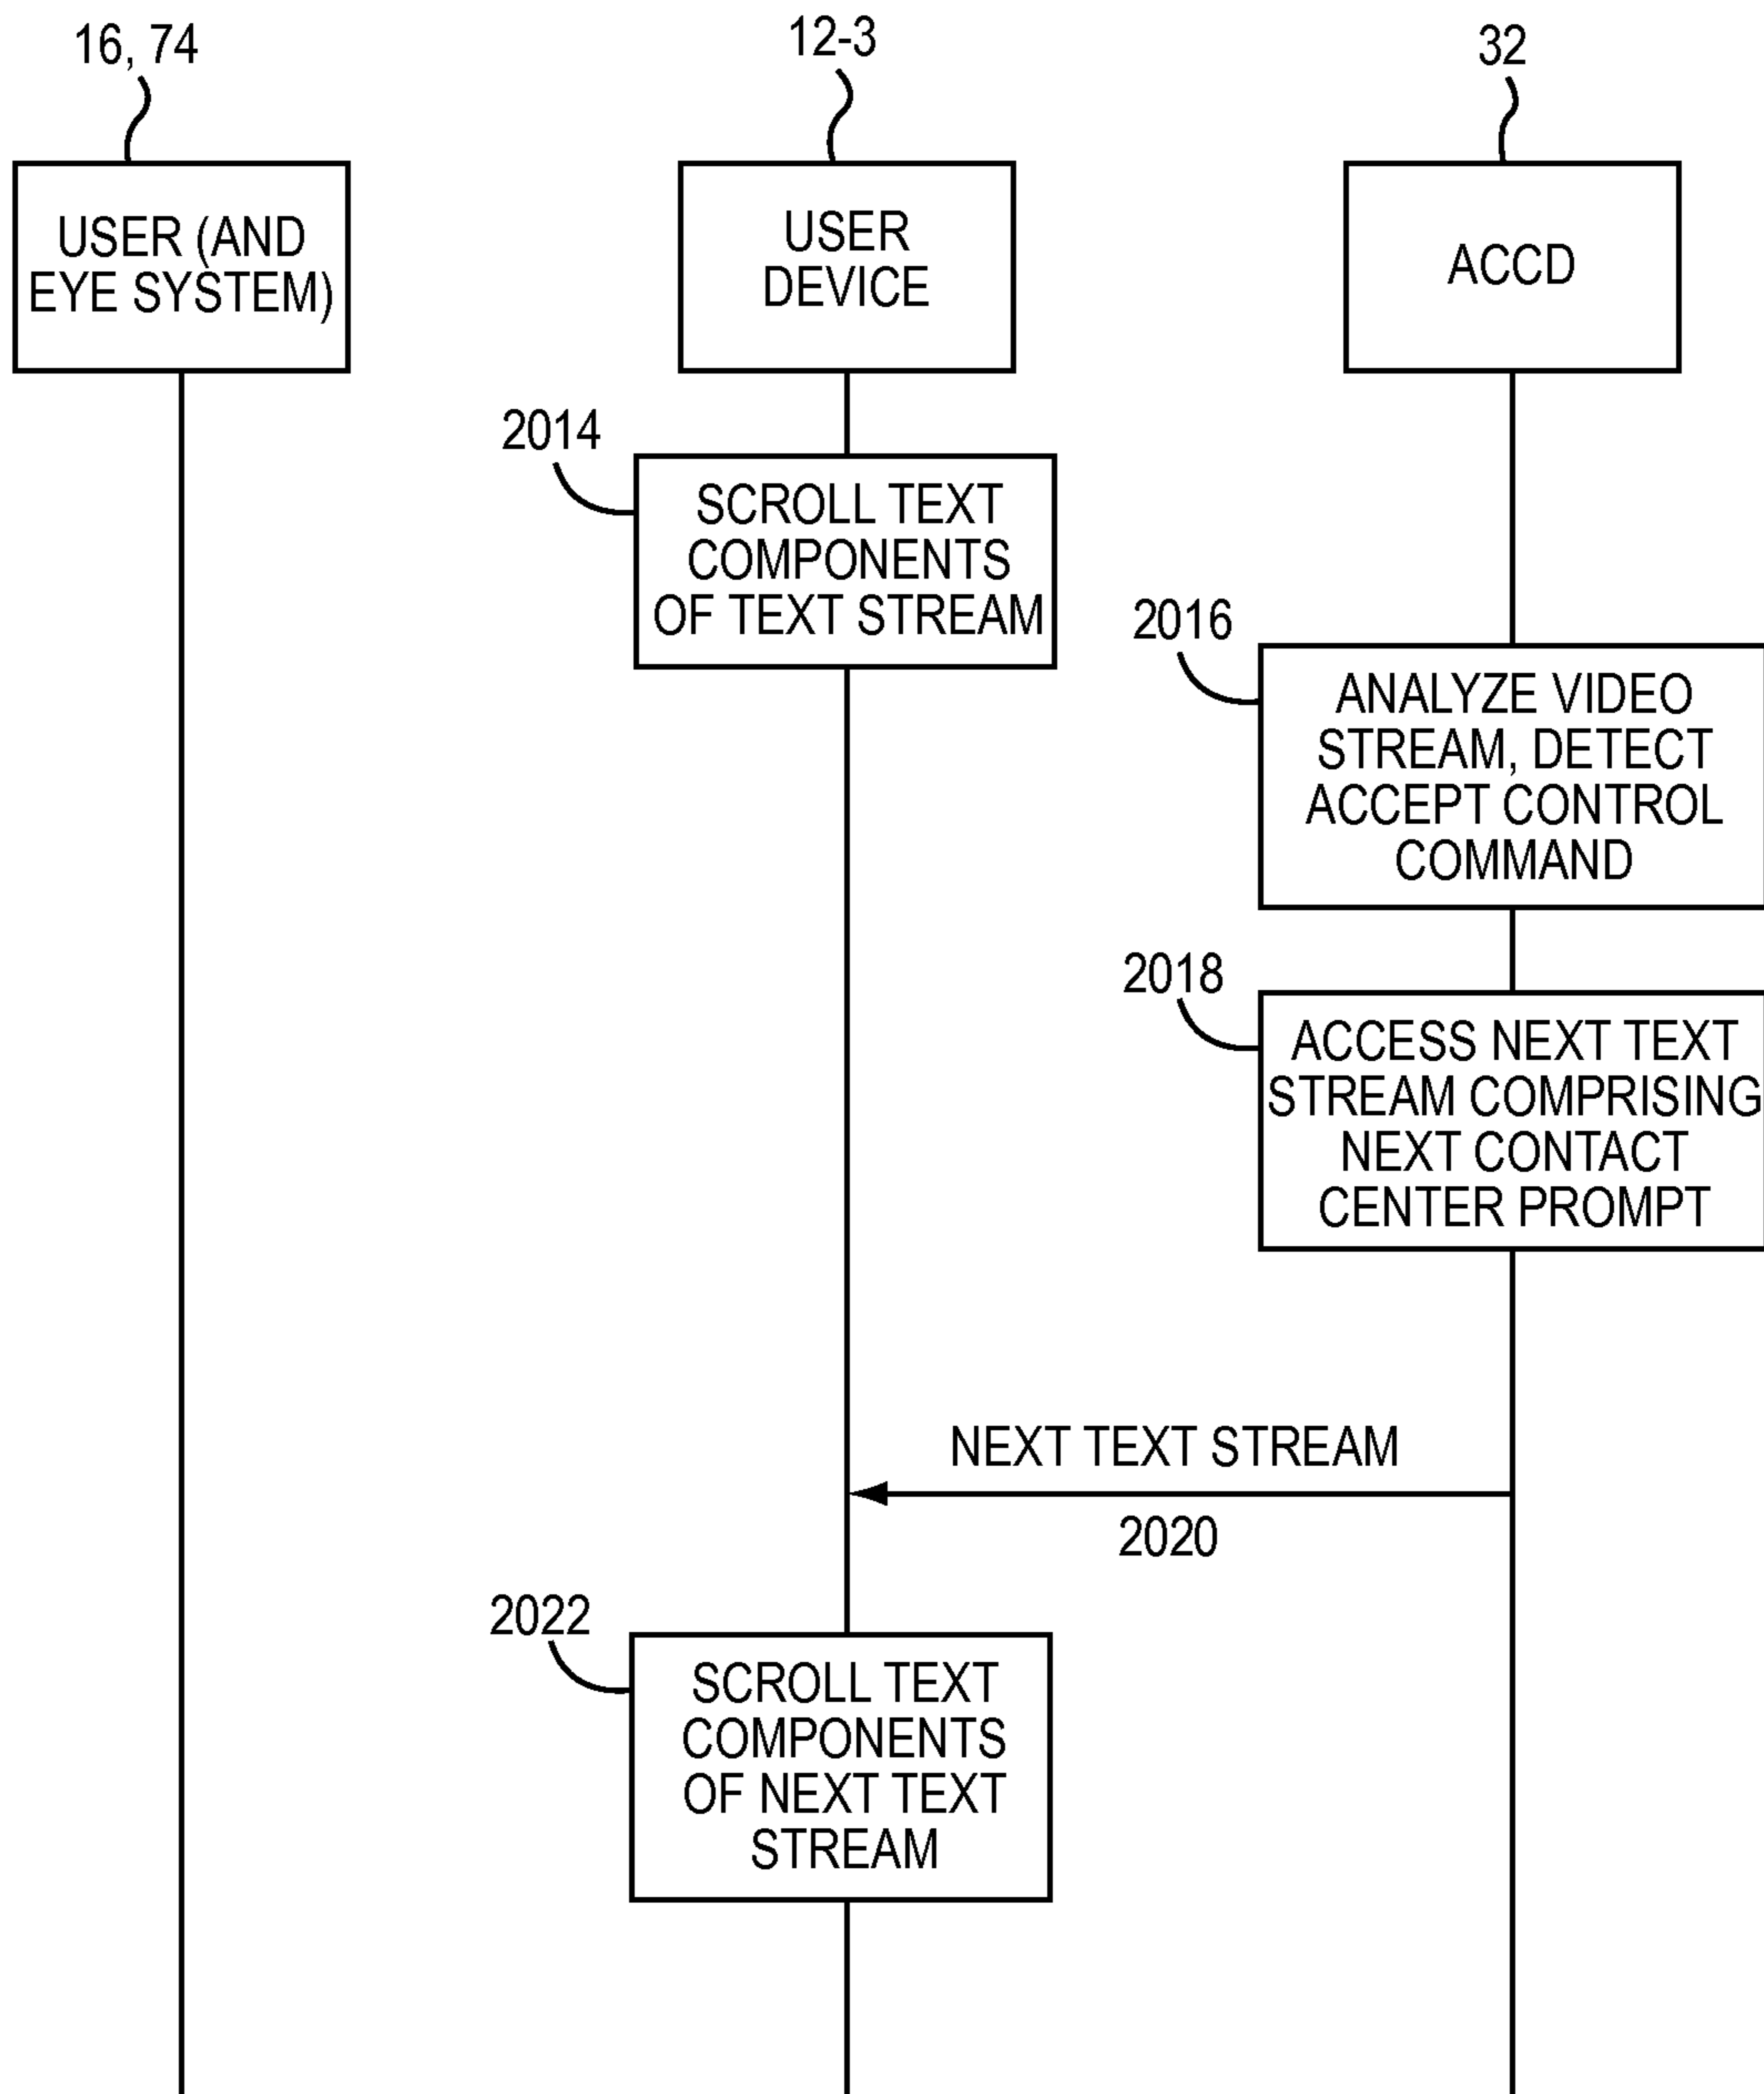 16, 74
12-3
32
USER (AND
EYE SYSTEM)
USER
DEVICE
ACCD
2014
SCROLL TEXT
COMPONENTS
OF TEXT STREAM
2016
ANALYZE VIDEO
STREAM, DETECT
ACCEPT CONTROL
COMMAND
2018
ACCESS NEXT TEXT
STREAM COMPRISING
NEXT CONTACT
CENTER PROMPT
NEXT TEXT STREAM
2020
2022
SCROLL TEXT
COMPONENTS
OF NEXT TEXT
STREAM